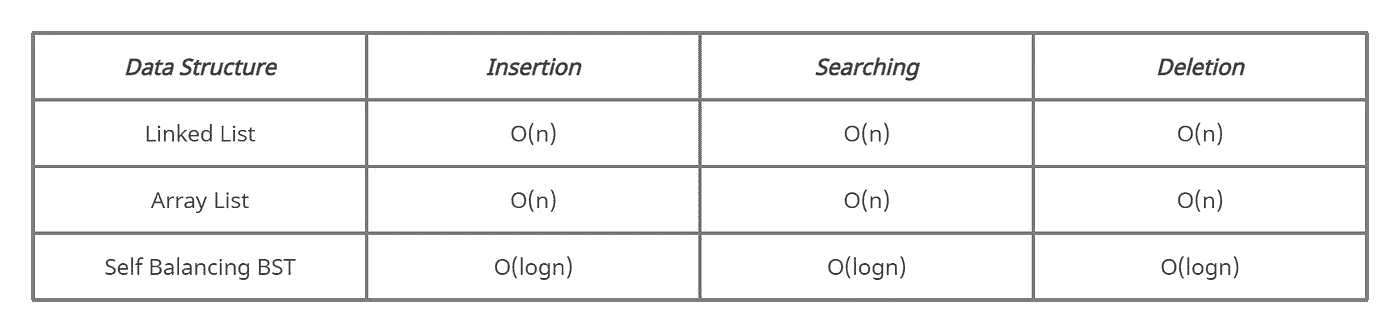 Data Structure Insertion Searching Deletion
Linked List O(n) O(n) O(n)
Array List O(n) O(n) O(n)
Self Balancing BST O(logn) O(logn) O(logn)